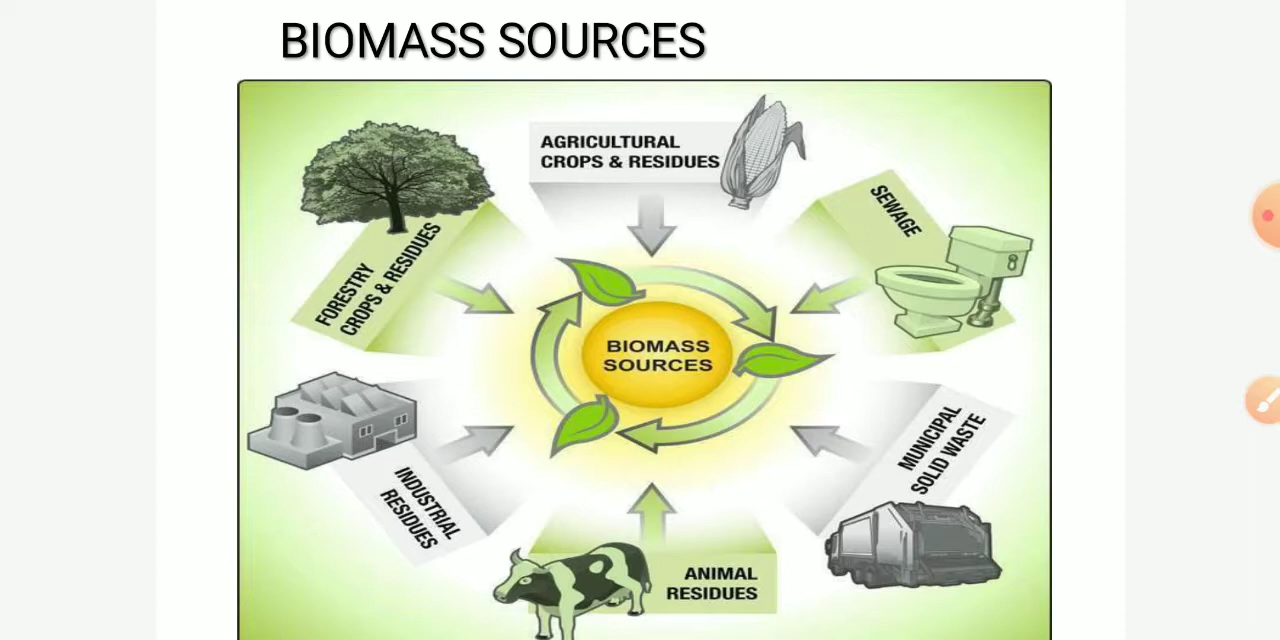 BIOMASS SOURCES
AGRICULTURAL
CROPS & RESIDUES
SEWAGE
FORESTRY
CROPS & RESIDUES
BIOMASS
SOURCES
MUNICIPAL
SOLID WASTE
INDUSTRIAL
RESIDUES
ANIMAL
RESIDUES